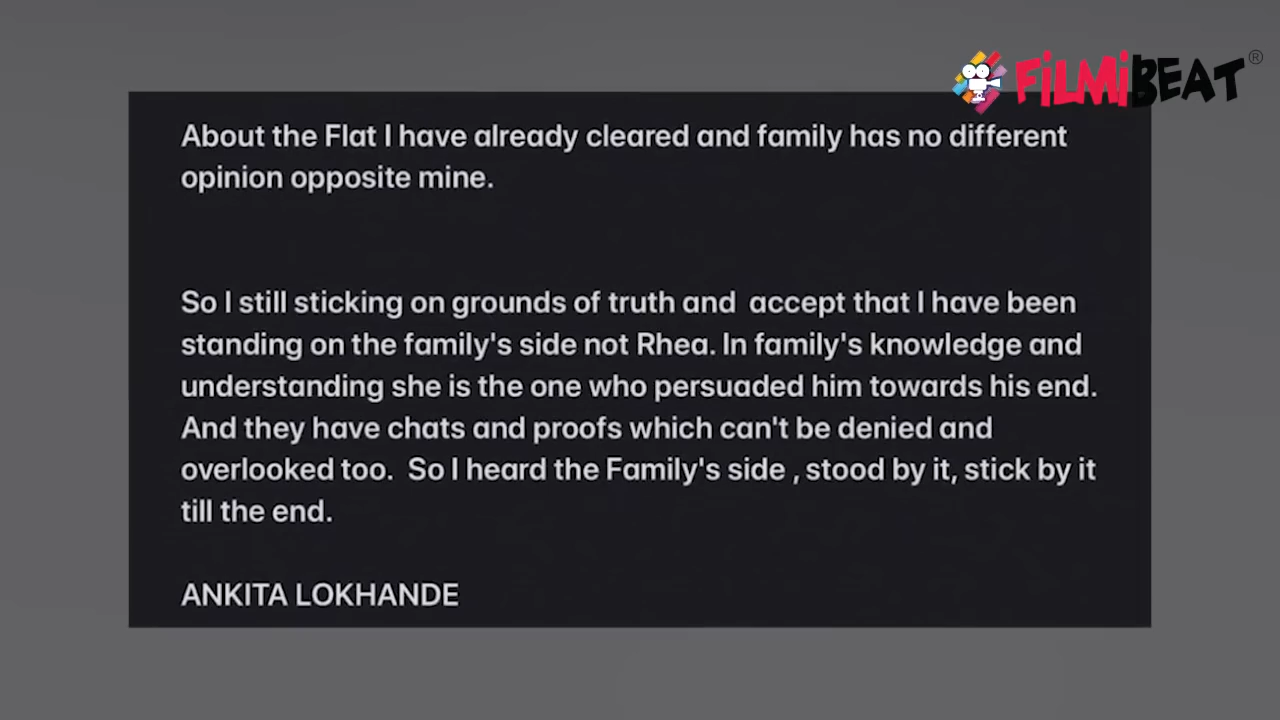 FiLMiBEAT®
About the Flat I have already cleared and family has no different
opinion opposite mine.
So I still sticking on grounds of truth and  accept that I have been
standing on the family's side not Rhea. In family's knowledge and
understanding she is the one who persuaded him towards his end.
And they have chats and proofs which can't be denied and
overlooked too.  So I heard the Family's side , stood by it, stick by it
till the end.
ANKITA LOKHANDE